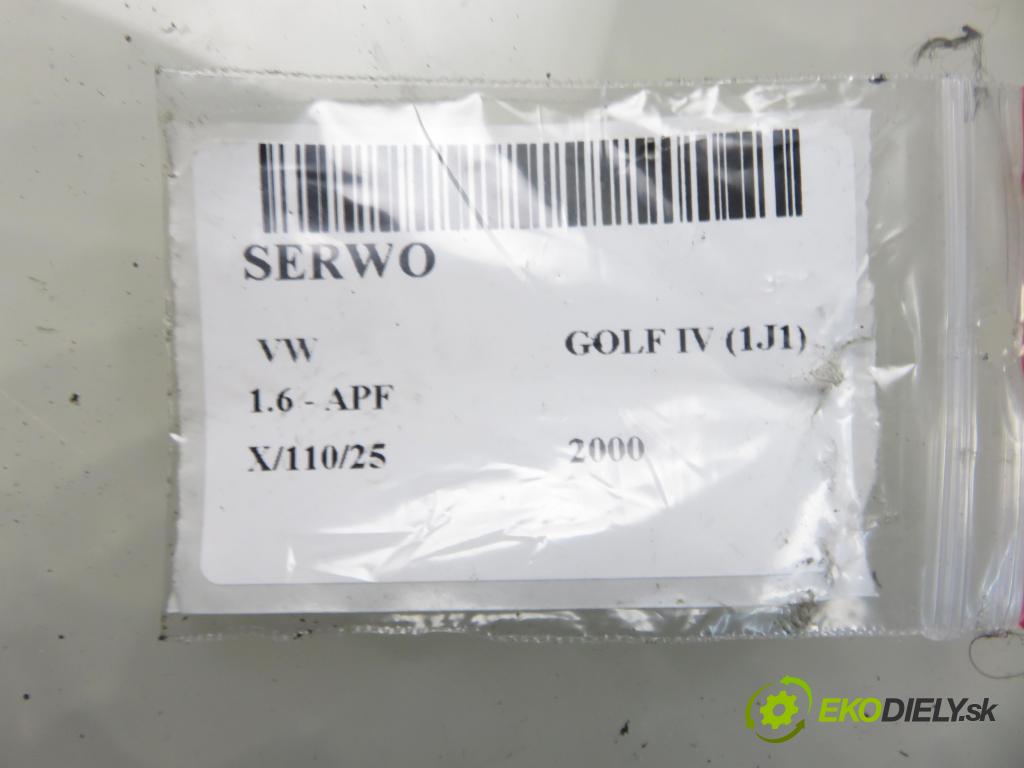 SERWO
VW GOLF IV (1J1)
1.6 - APF
X/110/25 2000
EKODIELY.sk